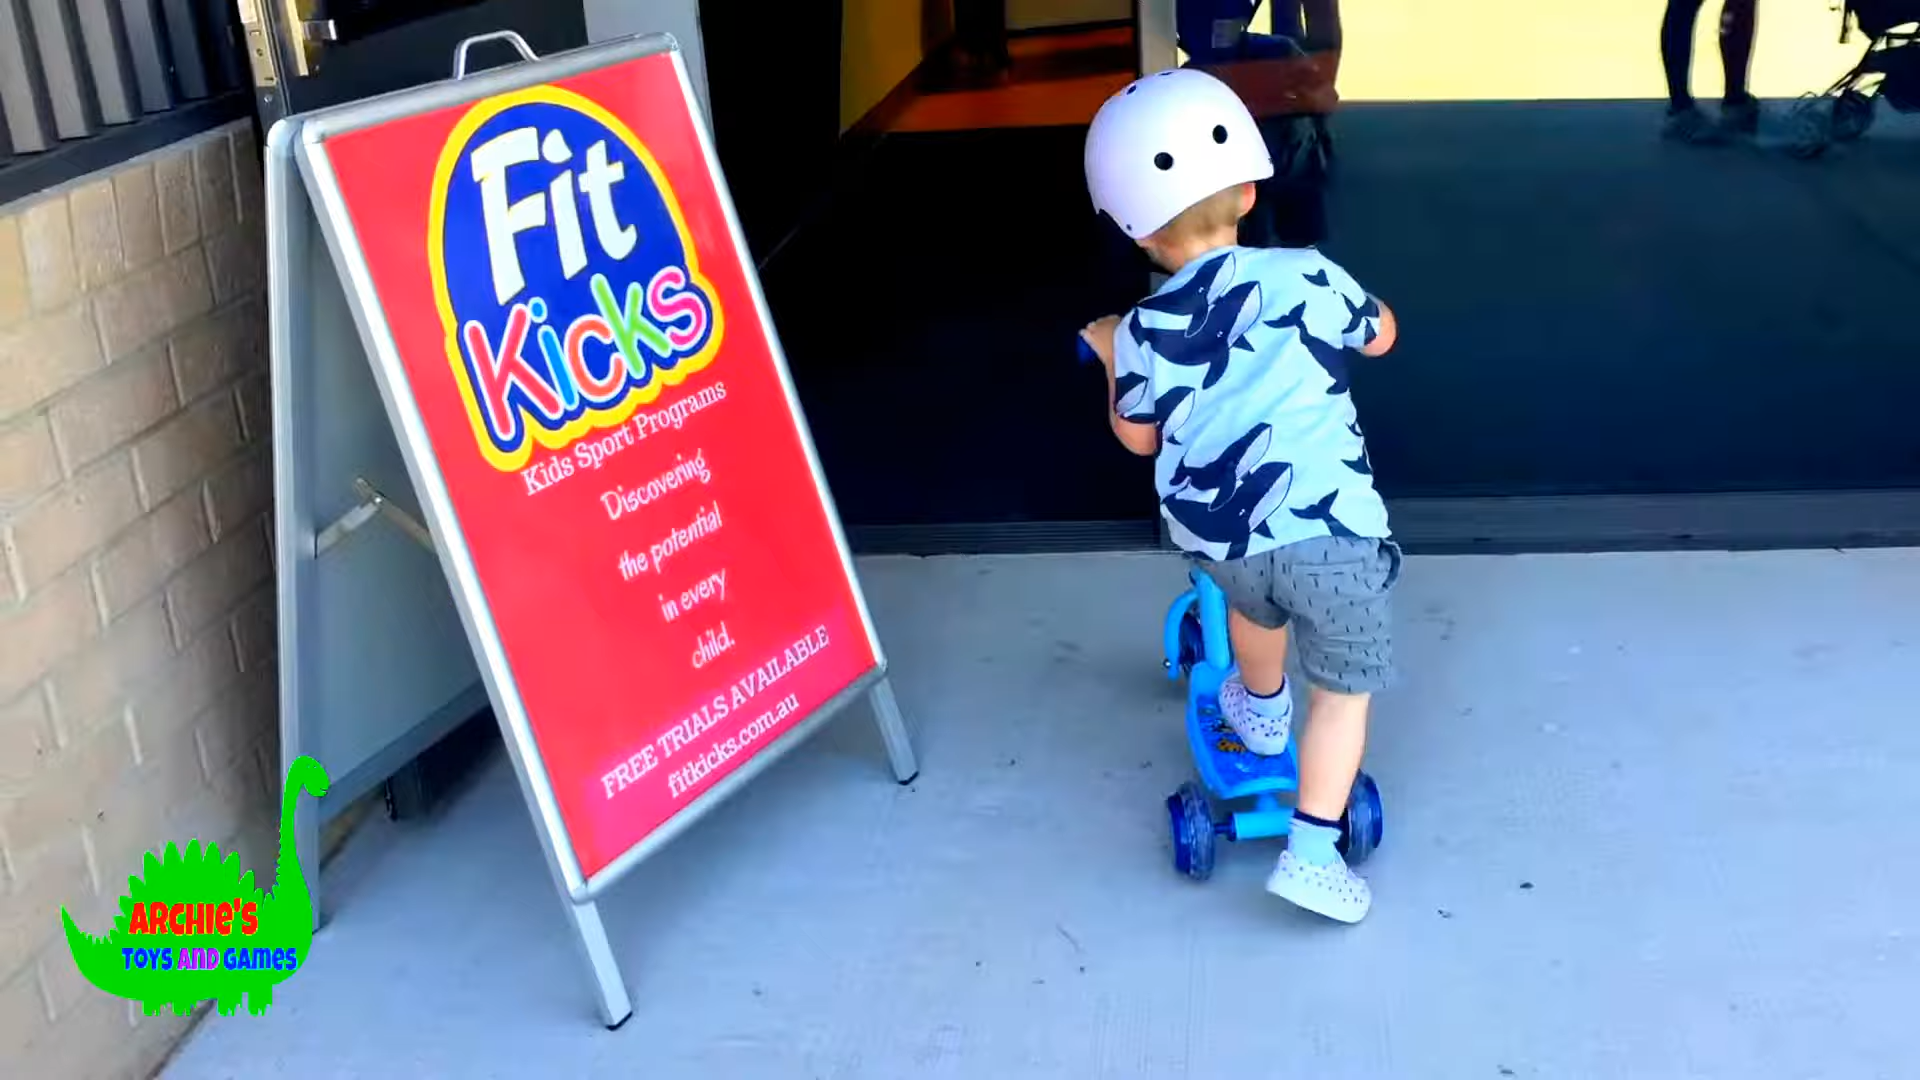 Fit
Kicks
Kids Sport Programs
Discovering
the potential
in every
child.
FREE TRIALS AVAILABLE
fitkicks.com.au
ARCHIE'S
TOYS AND GAMES